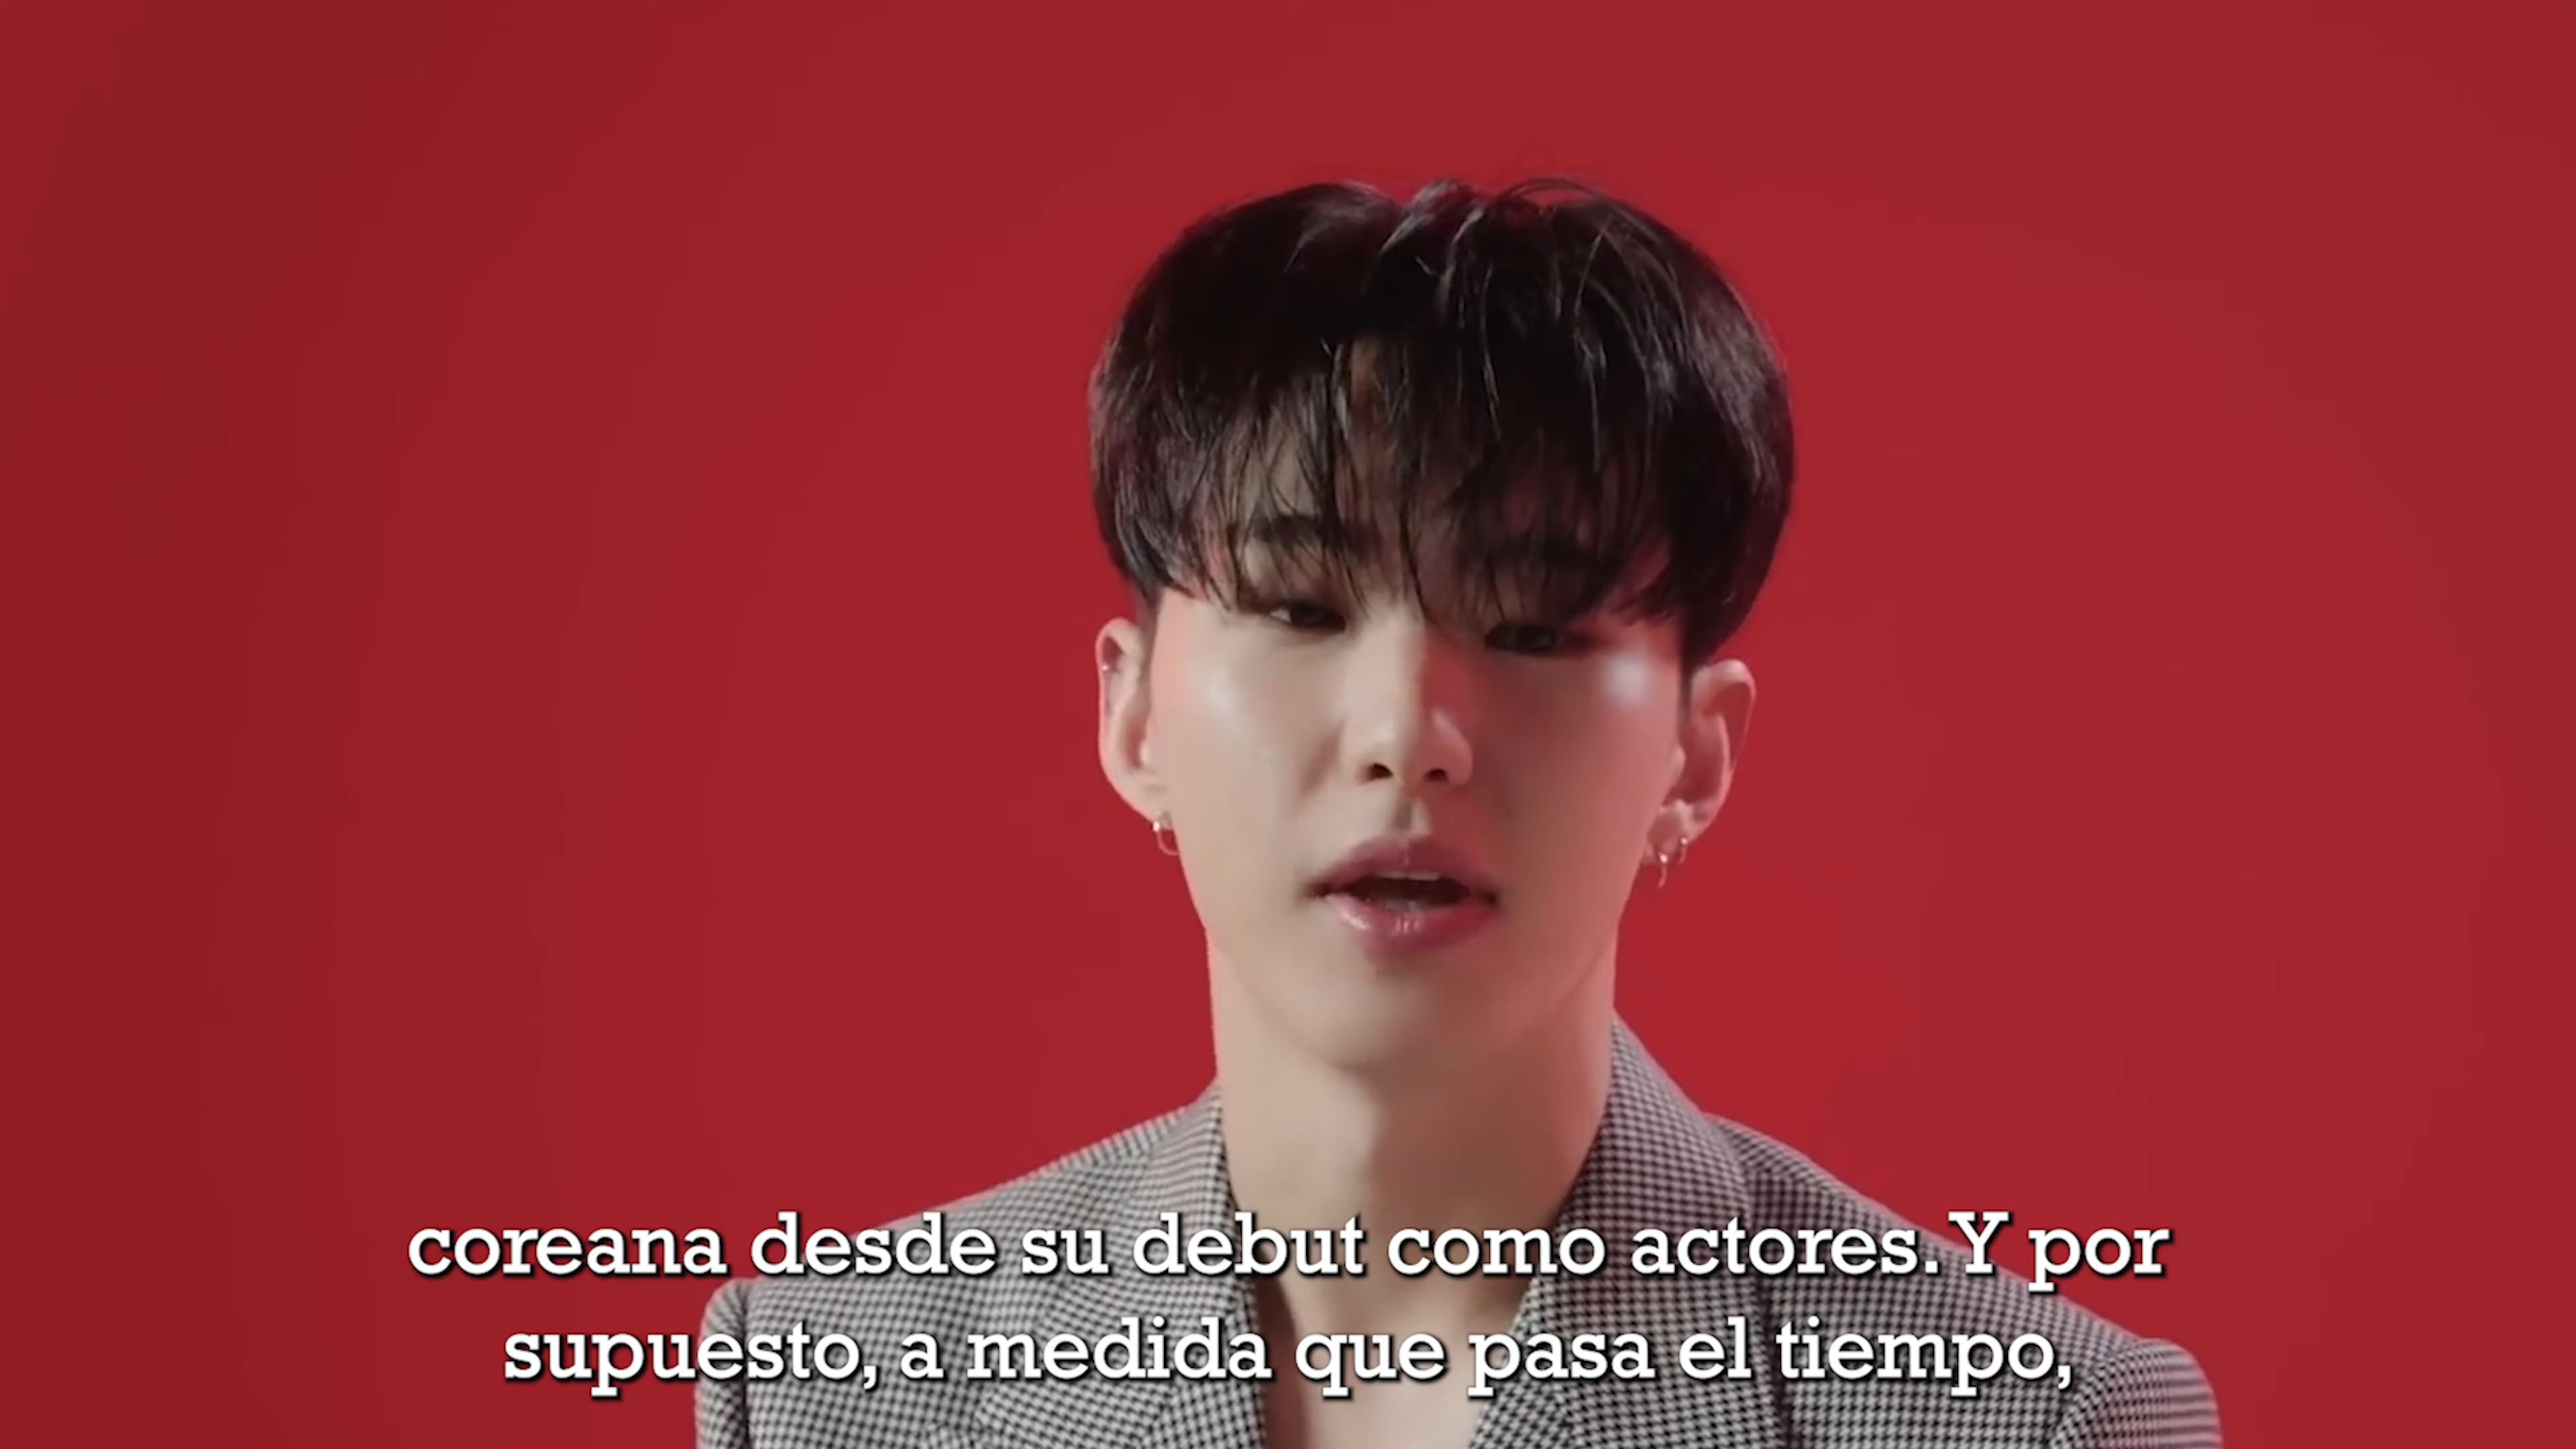 coreana desde su debut como actores. Y por
supuesto, a medida que pasa el tiempo,